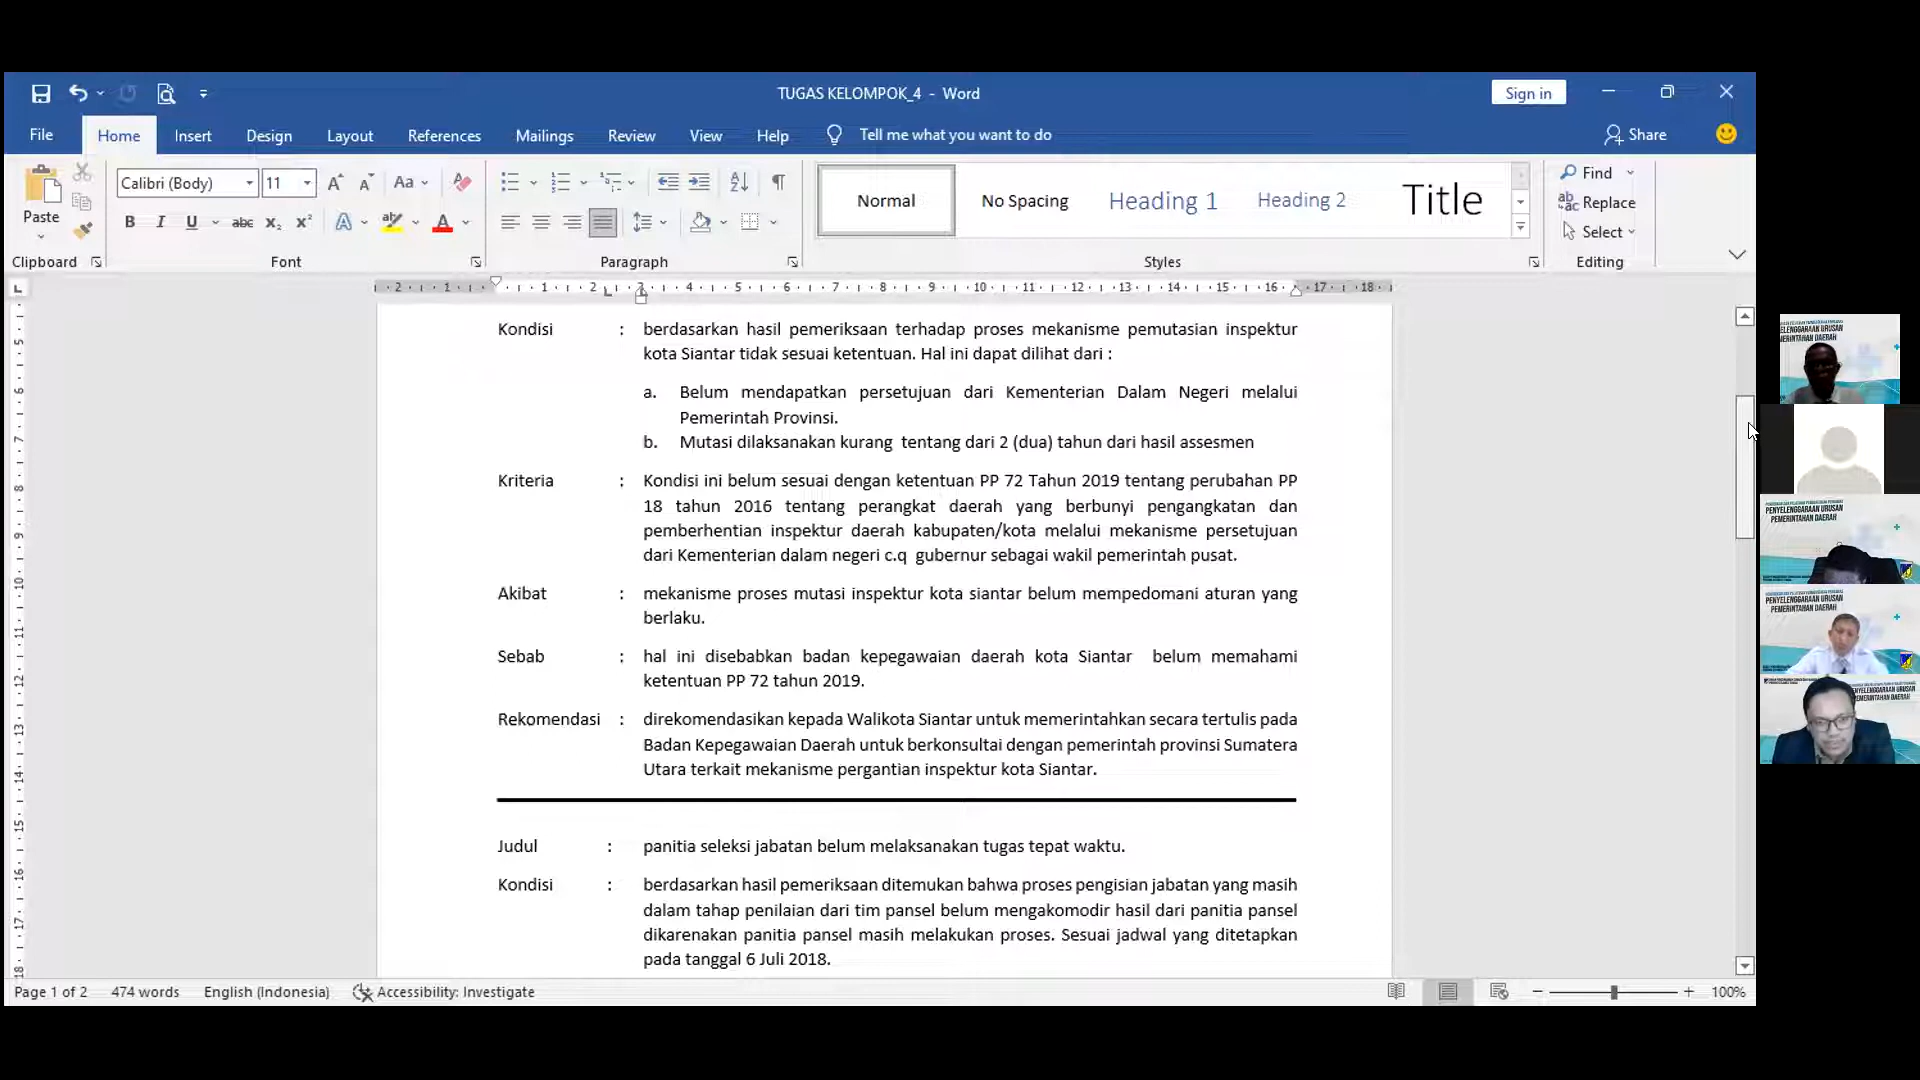 TUGAS KELOMPOK_4 - Word
Sign in
File
Home
Insert
Design
Layout
References
Mailings
Review
View
Help
Tell me what you want to do
Share
Paste
Calibri (Body)
11
Normal
No Spacing
Heading 1
Heading 2
Title
Find
Replace
Select
Clipboard
Font
Paragraph
Styles
Editing
Kondisi : berdasarkan hasil pemeriksaan terhadap proses mekanisme pemutasian inspektur
kota Siantar tidak sesuai ketentuan. Hal ini dapat dilihat dari :
a. Belum mendapatkan persetujuan dari Kementerian Dalam Negeri melalui
Pemerintah Provinsi.
b. Mutasi dilaksanakan kurang tentang dari 2 (dua) tahun dari hasil assesmen
Kriteria : Kondisi ini belum sesuai dengan ketentuan PP 72 Tahun 2019 tentang perubahan PP
18 tahun 2016 tentang perangkat daerah yang berbunyi pengangkatan dan
pemberhentian inspektur daerah kabupaten/kota melalui mekanisme persetujuan
dari Kementerian dalam negeri c.q gubernur sebagai wakil pemerintah pusat.
Akibat : mekanisme proses mutasi inspektur kota siantar belum mempedomani aturan yang
berlaku.
Sebab : hal ini disebabkan badan kepegawaian daerah kota Siantar belum memahami
ketentuan PP 72 tahun 2019.
Rekomendasi : direkomendasikan kepada Walikota Siantar untuk memerintahkan secara tertulis pada
Badan Kepegawaian Daerah untuk berkonsultai dengan pemerintah provinsi Sumatera
Utara terkait mekanisme pergantian inspektur kota Siantar.
Judul : panitia seleksi jabatan belum melaksanakan tugas tepat waktu.
Kondisi : berdasarkan hasil pemeriksaan ditemukan bahwa proses pengisian jabatan yang masih
dalam tahap penilaian dari tim pansel belum mengakomodir hasil dari panitia pansel
dikarenakan panitia pansel masih melakukan proses. Sesuai jadwal yang ditetapkan
pada tanggal 6 Juli 2018.
Page 1 of 2 474 words English (Indonesia) Accessibility: Investigate
100%
PENYELENGGARAAN URUSAN
PEMERINTAHAN DAERAH
PENYELENGGARAAN URUSAN
PEMERINTAHAN DAERAH